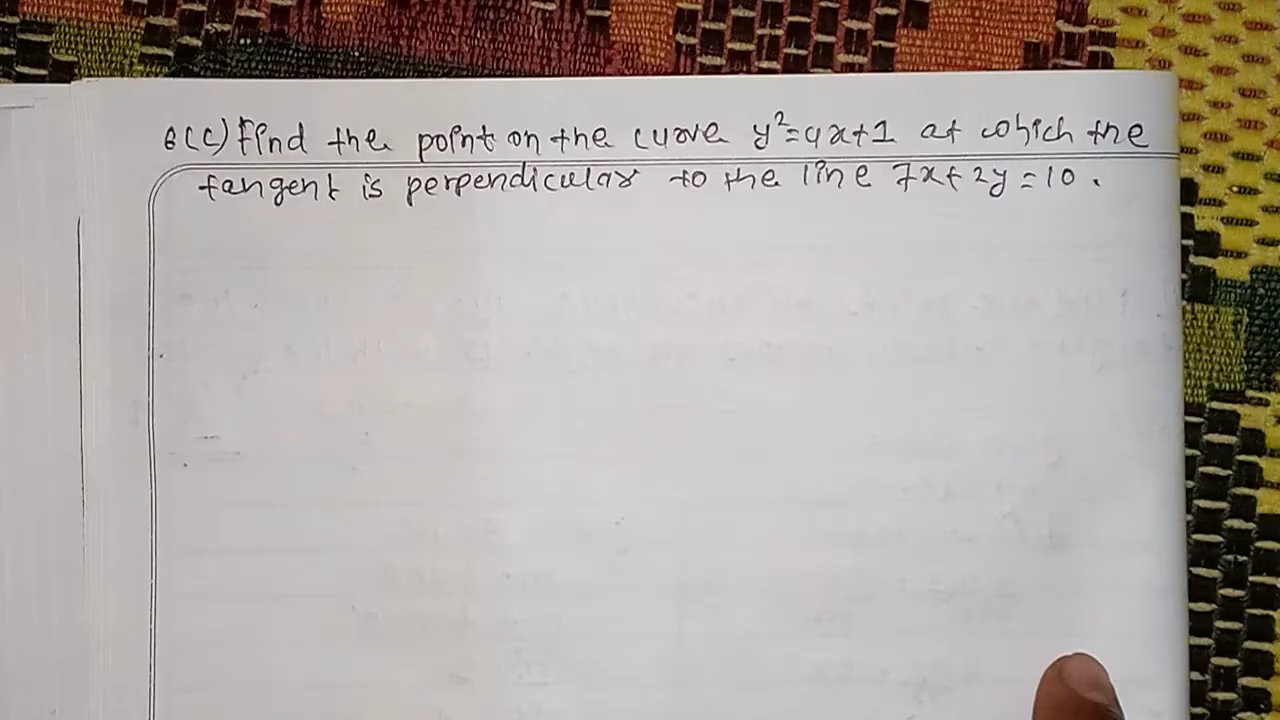 6(C) Find the point on the curve y²=4x+1 at which the
tangent is perpendicular to the line 7x+2y=10.